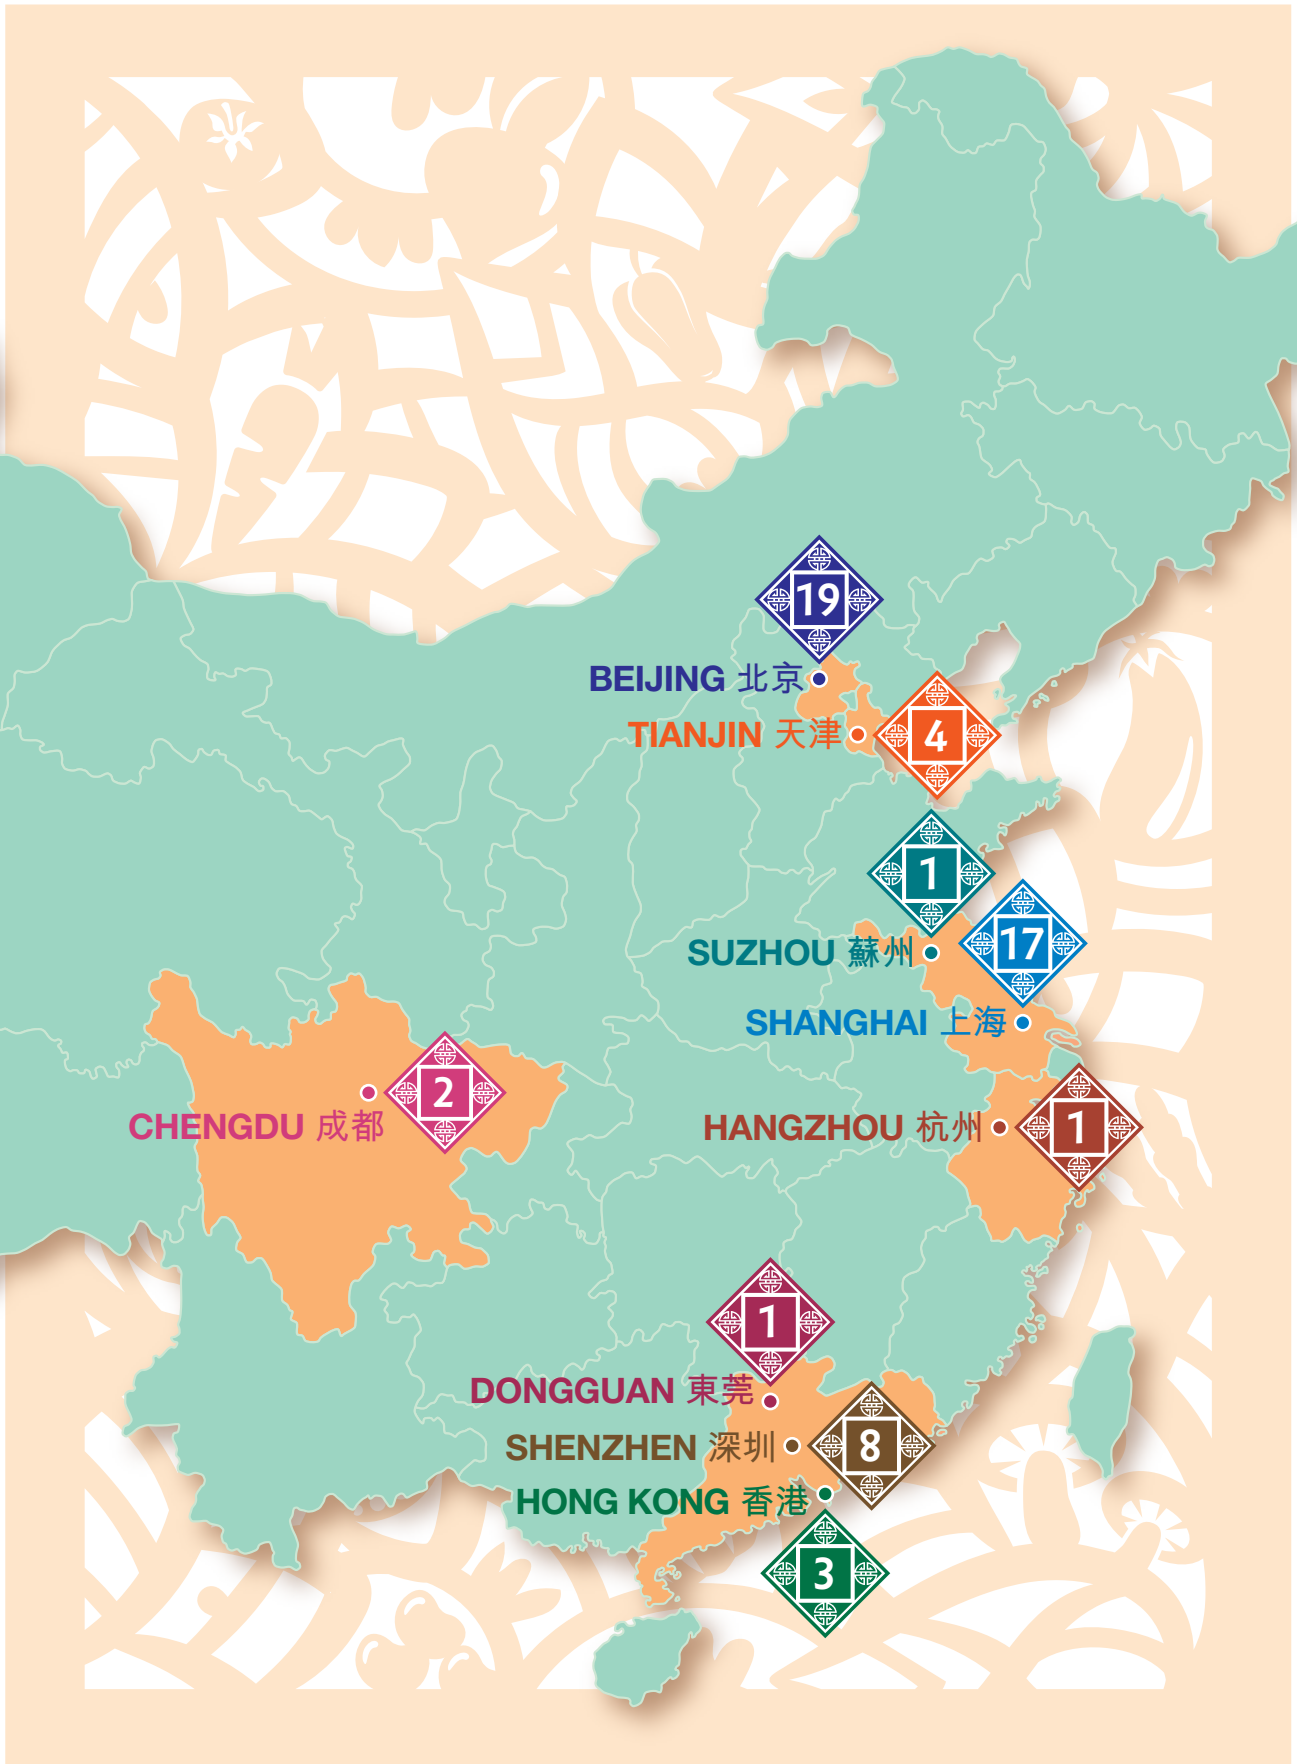 19
BEIJING 北京
TIANJIN 天津
4
1
SUZHOU 蘇州
17
SHANGHAI 上海
2
CHENGDU 成都
HANGZHOU 杭州
1
1
DONGGUAN 東莞
SHENZHEN 深圳
8
HONG KONG 香港
3